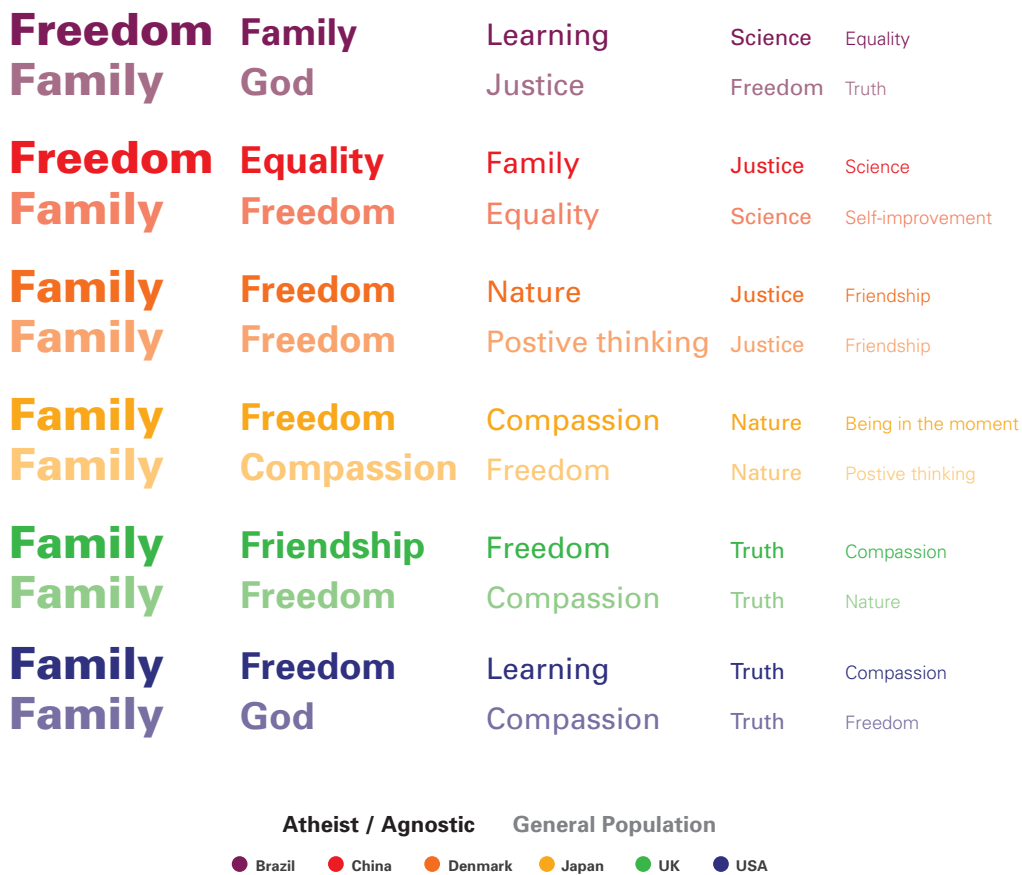 Freedom Family Learning Science Equality
Family God Justice Freedom Truth
Freedom Equality Family Justice Science
Family Freedom Equality Science Self-improvement
Family Freedom Nature Justice Friendship
Family Freedom Postive thinking Justice Friendship
Family Freedom Compassion Nature Being in the moment
Family Compassion Freedom Nature Postive thinking
Family Friendship Freedom Truth Compassion
Family Freedom Compassion Truth Nature
Family Freedom Learning Truth Compassion
Family God Compassion Truth Freedom
Atheist / Agnostic General Population
Brazil China Denmark Japan UK USA